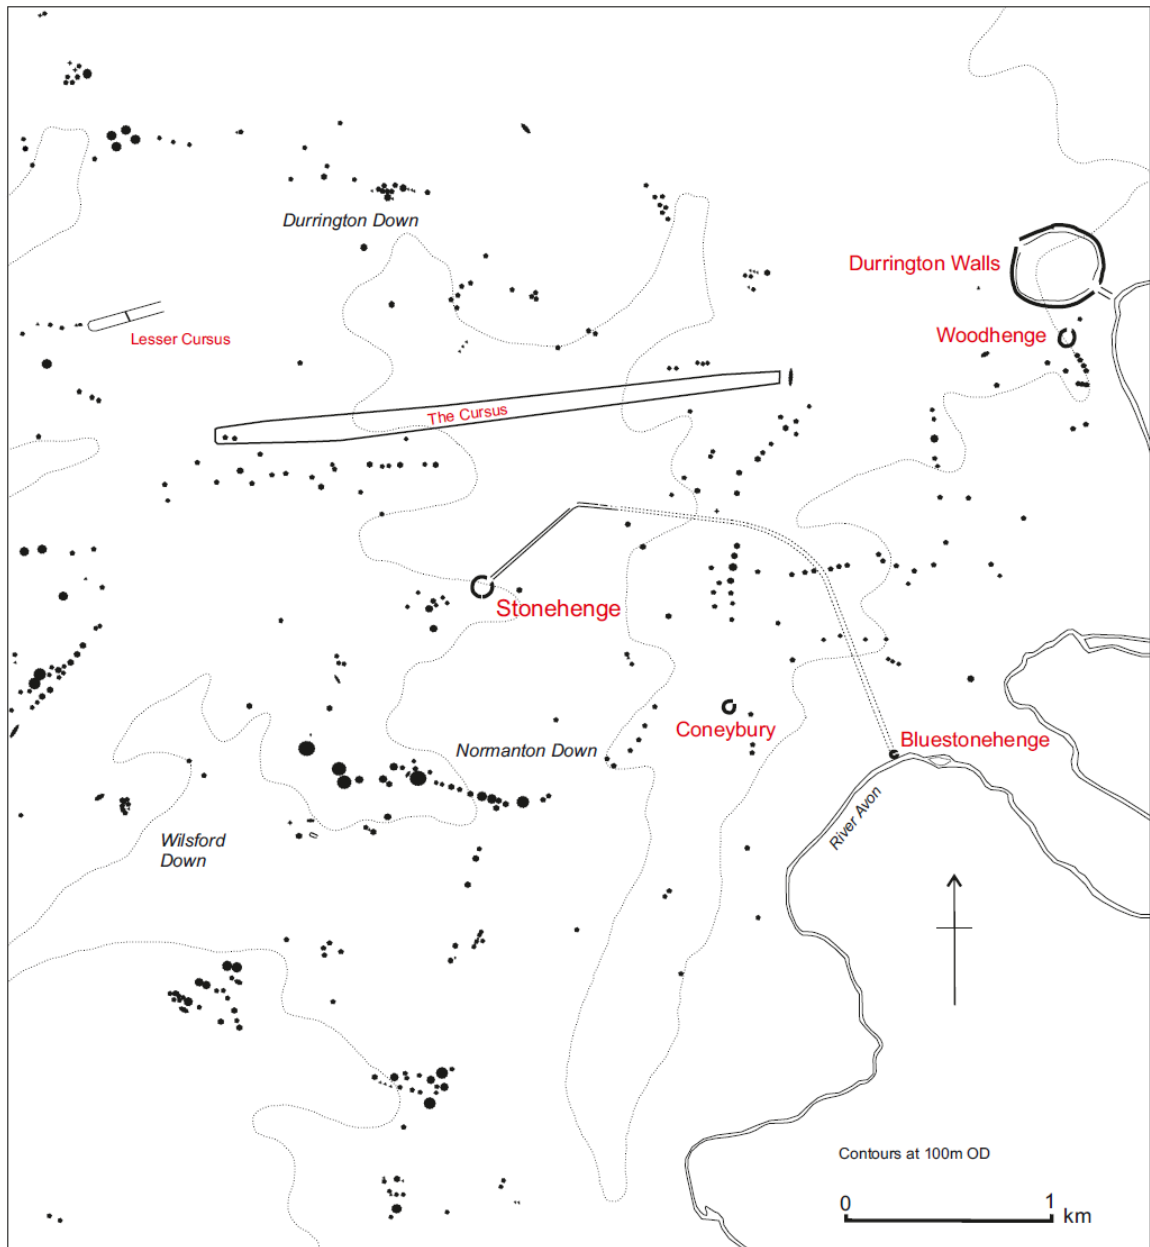 Durrington Down
Durrington Walls
Lesser Cursus
Woodhenge
The Cursus
Stonehenge
Coneybury
Normanton Down
Bluestonehenge
River Avon
Wilsford
Down
Contours at 100m OD
0 1
km